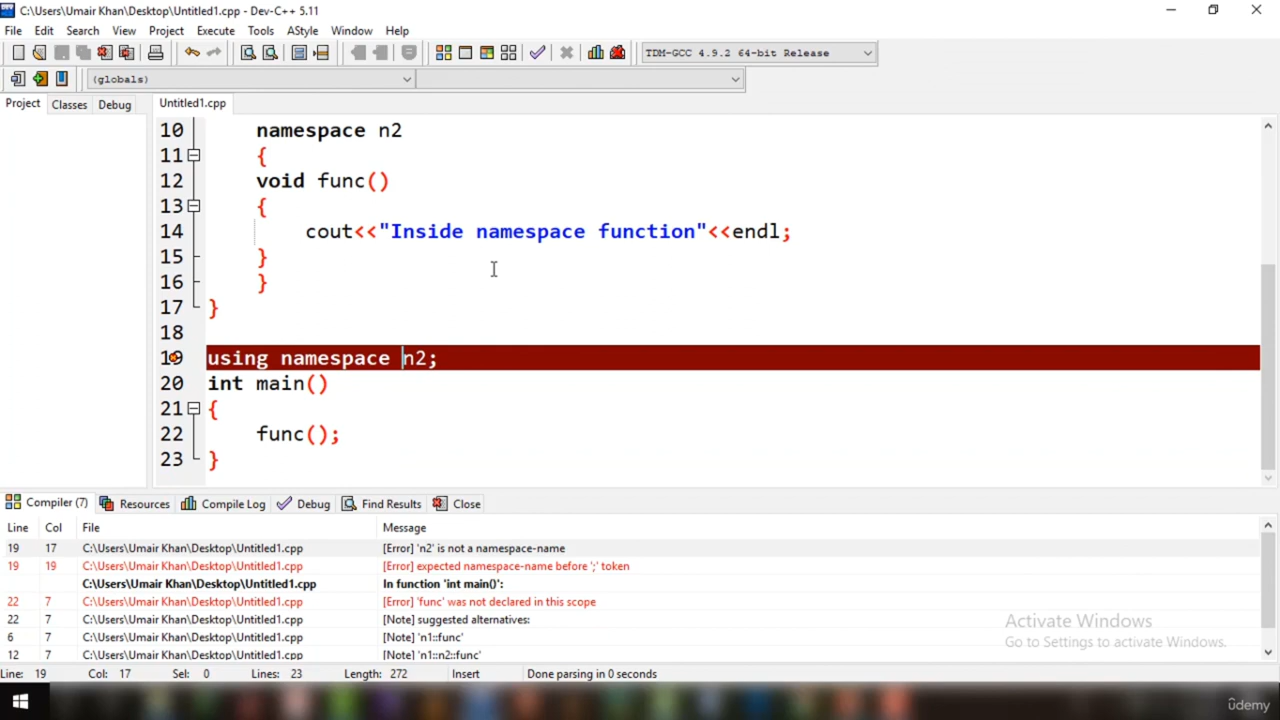 C:\Users\Umair Khan\Desktop\Untitled1.cpp - Dev-C++ 5.11
File Edit Search View Project Execute Tools AStyle Window Help
TDM-GCC 4.9.2 64-bit Release
(globals)
Project Classes Debug Untitled1.cpp
10 namespace n2
11 {
12 void func()
13 {
14 cout<<"Inside namespace function"<<endl;
15 }
16 }
17 }
18
19 using namespace n2;
20 int main()
21 {
22 func();
23 }
Compiler (7) Resources Compile Log Debug Find Results Close
Line Col File Message
19 17 C:\Users\Umair Khan\Desktop\Untitled1.cpp [Error] 'n2' is not a namespace-name
19 19 C:\Users\Umair Khan\Desktop\Untitled1.cpp [Error] expected namespace-name before ';' token
C:\Users\Umair Khan\Desktop\Untitled1.cpp In function 'int main()':
22 7 C:\Users\Umair Khan\Desktop\Untitled1.cpp [Error] 'func' was not declared in this scope
22 7 C:\Users\Umair Khan\Desktop\Untitled1.cpp [Note] suggested alternatives:
6 7 C:\Users\Umair Khan\Desktop\Untitled1.cpp [Note] 'n1::func'
12 7 C:\Users\Umair Khan\Desktop\Untitled1.cpp [Note] 'n1::n2::func'
Activate Windows
Go to Settings to activate Windows.
Line: 19 Col: 17 Sel: 0 Lines: 23 Length: 272 Insert Done parsing in 0 seconds
ûdemy